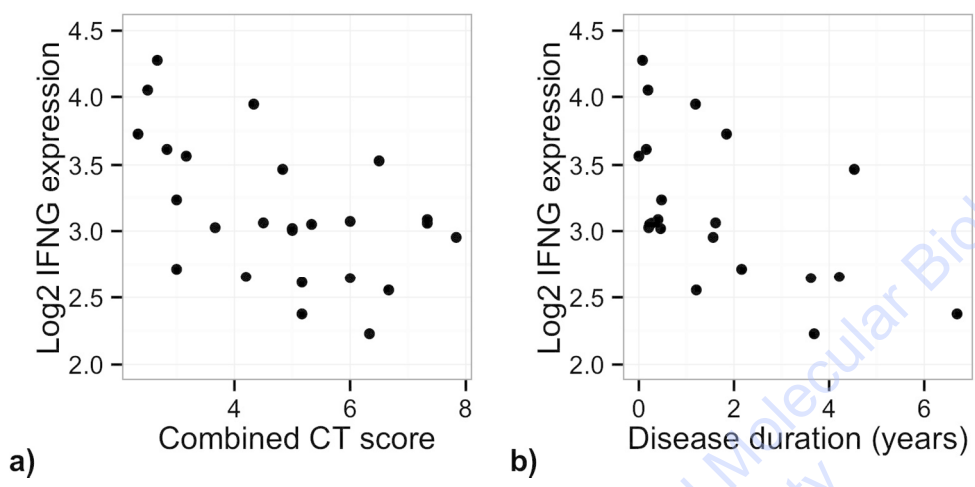 4.5
4.0
3.5
3.0
2.5
2.0
Log2 IFNG expression
4 6 8
Combined CT score
a)
4.5
4.0
3.5
3.0
2.5
2.0
Log2 IFNG expression
0 2 4 6
Disease duration (years)
b)
Molecular Biol